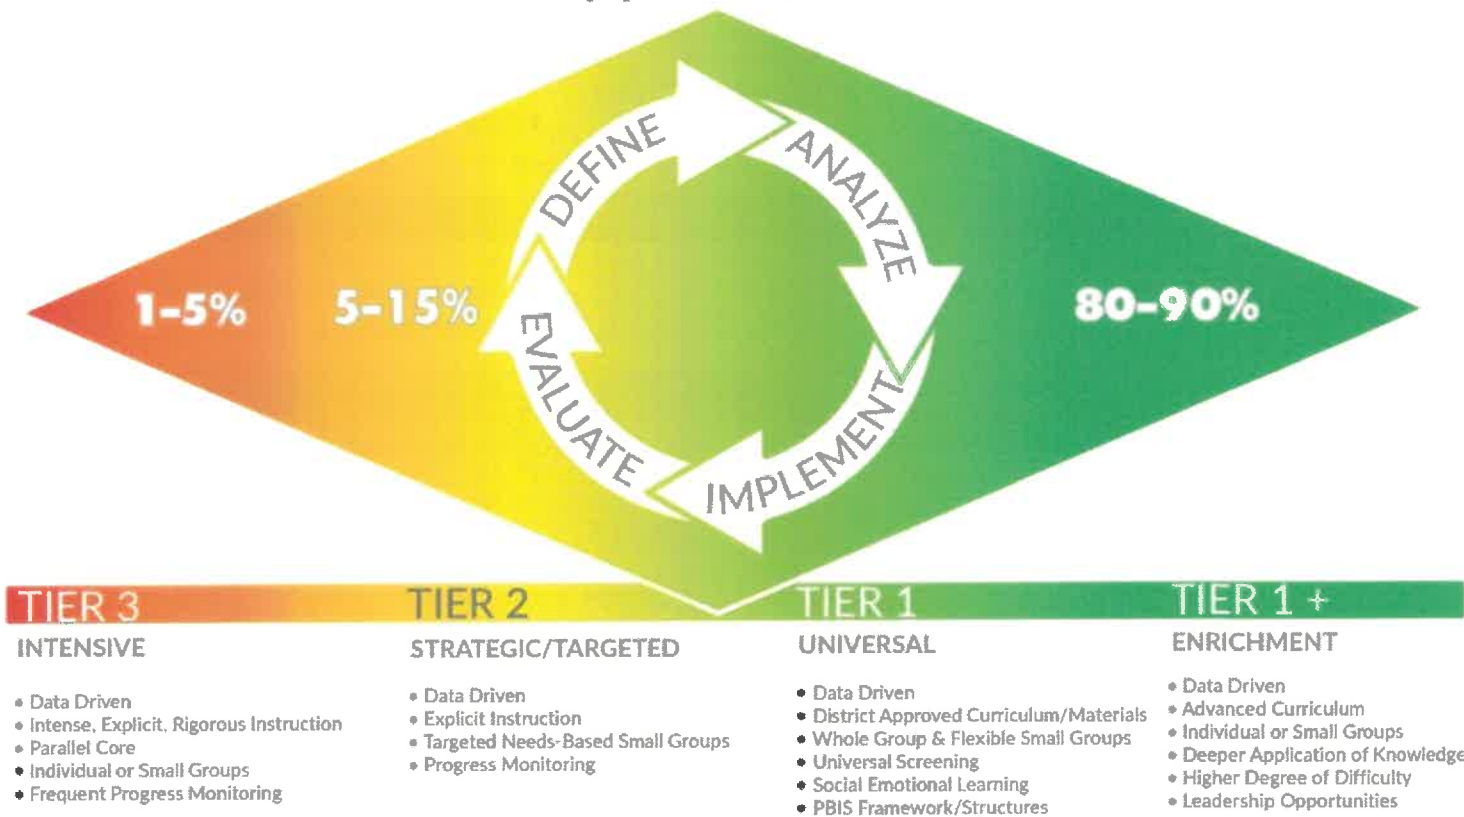 DEFINE
ANALYZE
IMPLEMENT
EVALUATE
1-5%
5-15%
80-90%
TIER 3
INTENSIVE
• Data Driven
• Intense, Explicit, Rigorous Instruction
• Parallel Core
• Individual or Small Groups
• Frequent Progress Monitoring
TIER 2
STRATEGIC/TARGETED
• Data Driven
• Explicit Instruction
• Targeted Needs-Based Small Groups
• Progress Monitoring
TIER 1
UNIVERSAL
• Data Driven
• District Approved Curriculum/Materials
• Whole Group & Flexible Small Groups
• Universal Screening
• Social Emotional Learning
• PBIS Framework/Structures
TIER 1 +
ENRICHMENT
• Data Driven
• Advanced Curriculum
• Individual or Small Groups
• Deeper Application of Knowledge
• Higher Degree of Difficulty
• Leadership Opportunities